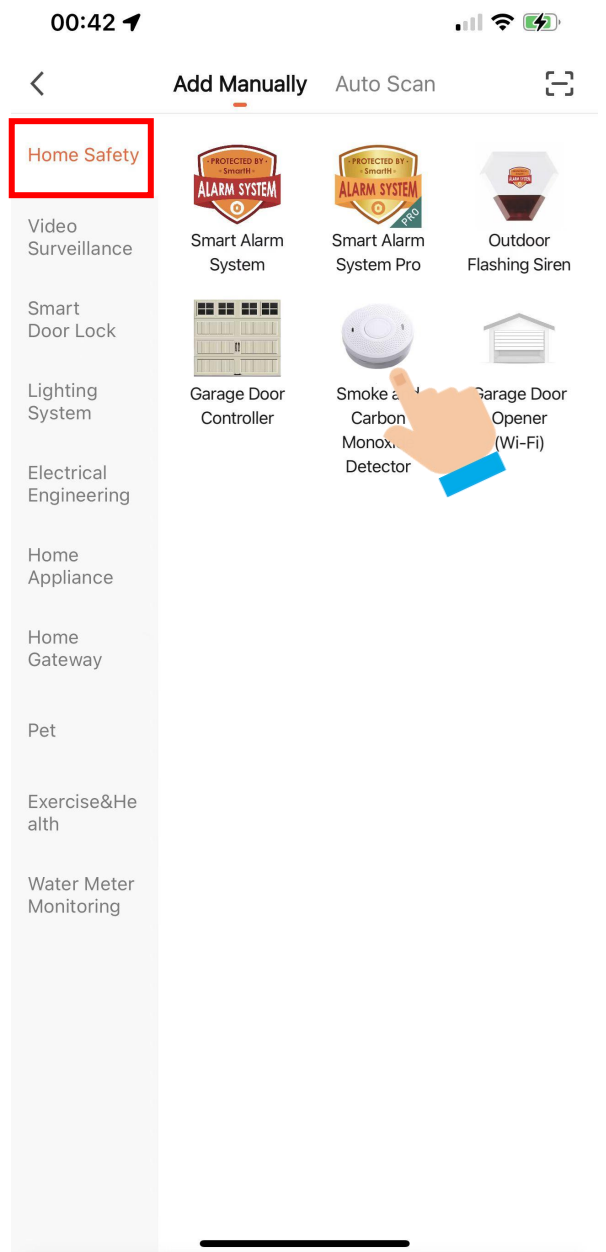 00:42
Add Manually
Auto Scan
Home Safety
Video
Surveillance
Smart
Door Lock
Lighting
System
Electrical
Engineering
Home
Appliance
Home
Gateway
Pet
Exercise&He
alth
Water Meter
Monitoring
PROTECTED BY
SmartH
ALARM SYSTEM
Smart Alarm
System
PROTECTED BY
SmartH
ALARM SYSTEM
PRO
Smart Alarm
System Pro
ALARM SYSTEM
Outdoor
Flashing Siren
Garage Door
Controller
Smoke
Carbon
Detector
Garage Door
Opener
(Wi-Fi)